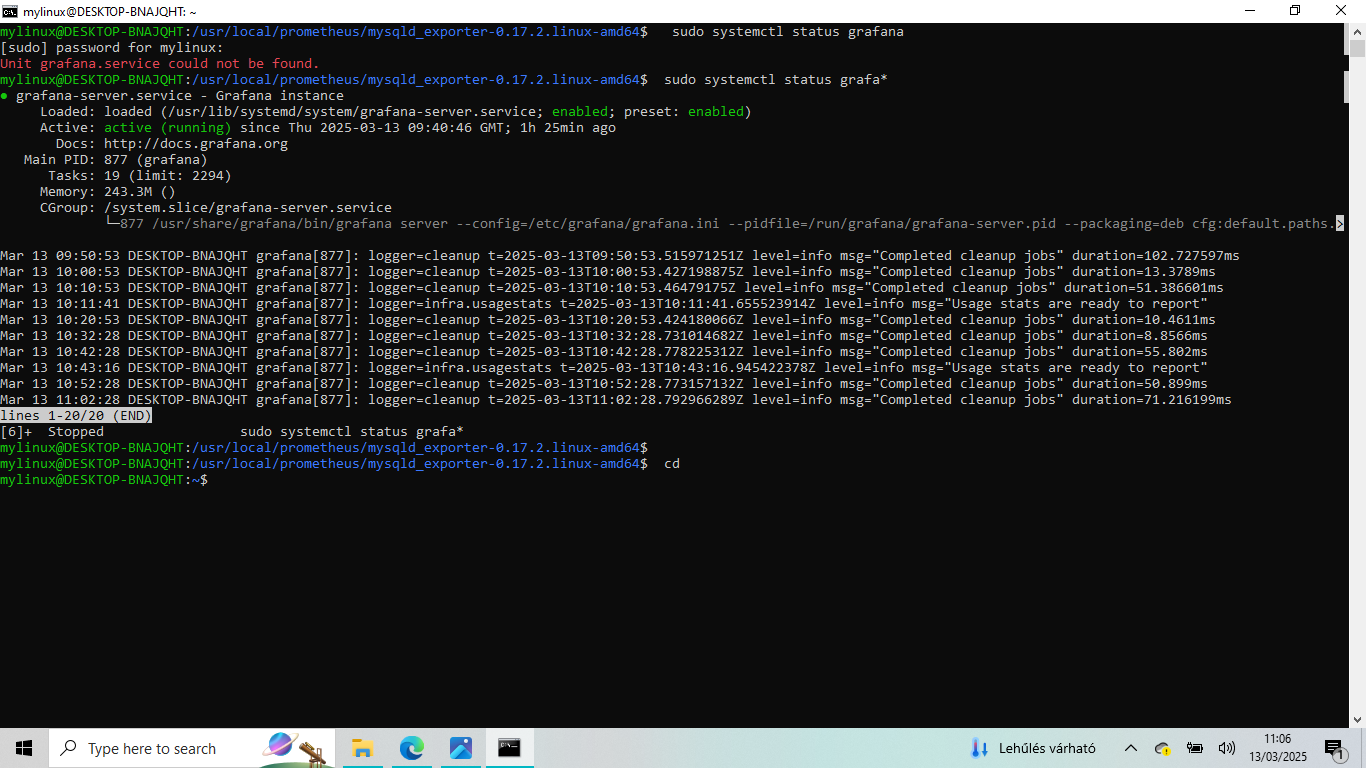 mylinux@DESKTOP-BNAJQHT: ~
mylinux@DESKTOP-BNAJQHT:/usr/local/prometheus/mysqld_exporter-0.17.2.linux-amd64$   sudo systemctl status grafana
[sudo] password for mylinux:
Unit grafana.service could not be found.
mylinux@DESKTOP-BNAJQHT:/usr/local/prometheus/mysqld_exporter-0.17.2.linux-amd64$  sudo systemctl status grafa*
● grafana-server.service - Grafana instance
     Loaded: loaded (/usr/lib/systemd/system/grafana-server.service; enabled; preset: enabled)
     Active: active (running) since Thu 2025-03-13 09:40:46 GMT; 1h 25min ago
       Docs: http://docs.grafana.org
   Main PID: 877 (grafana)
      Tasks: 19 (limit: 2294)
     Memory: 243.3M ()
     CGroup: /system.slice/grafana-server.service
             └─877 /usr/share/grafana/bin/grafana server --config=/etc/grafana/grafana.ini --pidfile=/run/grafana/grafana-server.pid --packaging=deb cfg:default.paths.>
Mar 13 09:50:53 DESKTOP-BNAJQHT grafana[877]: logger=cleanup t=2025-03-13T09:50:53.515971251Z level=info msg="Completed cleanup jobs" duration=102.727597ms
Mar 13 10:00:53 DESKTOP-BNAJQHT grafana[877]: logger=cleanup t=2025-03-13T10:00:53.427198875Z level=info msg="Completed cleanup jobs" duration=13.3789ms
Mar 13 10:10:53 DESKTOP-BNAJQHT grafana[877]: logger=cleanup t=2025-03-13T10:10:53.46479175Z level=info msg="Completed cleanup jobs" duration=51.386601ms
Mar 13 10:11:41 DESKTOP-BNAJQHT grafana[877]: logger=infra.usagestats t=2025-03-13T10:11:41.655523914Z level=info msg="Usage stats are ready to report"
Mar 13 10:20:53 DESKTOP-BNAJQHT grafana[877]: logger=cleanup t=2025-03-13T10:20:53.424180066Z level=info msg="Completed cleanup jobs" duration=10.4611ms
Mar 13 10:32:28 DESKTOP-BNAJQHT grafana[877]: logger=cleanup t=2025-03-13T10:32:28.731014682Z level=info msg="Completed cleanup jobs" duration=8.8566ms
Mar 13 10:42:28 DESKTOP-BNAJQHT grafana[877]: logger=cleanup t=2025-03-13T10:42:28.778225312Z level=info msg="Completed cleanup jobs" duration=55.802ms
Mar 13 10:43:16 DESKTOP-BNAJQHT grafana[877]: logger=infra.usagestats t=2025-03-13T10:43:16.945422378Z level=info msg="Usage stats are ready to report"
Mar 13 10:52:28 DESKTOP-BNAJQHT grafana[877]: logger=cleanup t=2025-03-13T10:52:28.773157132Z level=info msg="Completed cleanup jobs" duration=50.899ms
Mar 13 11:02:28 DESKTOP-BNAJQHT grafana[877]: logger=cleanup t=2025-03-13T11:02:28.792966289Z level=info msg="Completed cleanup jobs" duration=71.216199ms
lines 1-20/20 (END)
[6]+  Stopped                 sudo systemctl status grafa*
mylinux@DESKTOP-BNAJQHT:/usr/local/prometheus/mysqld_exporter-0.17.2.linux-amd64$
mylinux@DESKTOP-BNAJQHT:/usr/local/prometheus/mysqld_exporter-0.17.2.linux-amd64$  cd
mylinux@DESKTOP-BNAJQHT:~$
Type here to search
Lehűlés várható
11:06
13/03/2025
1